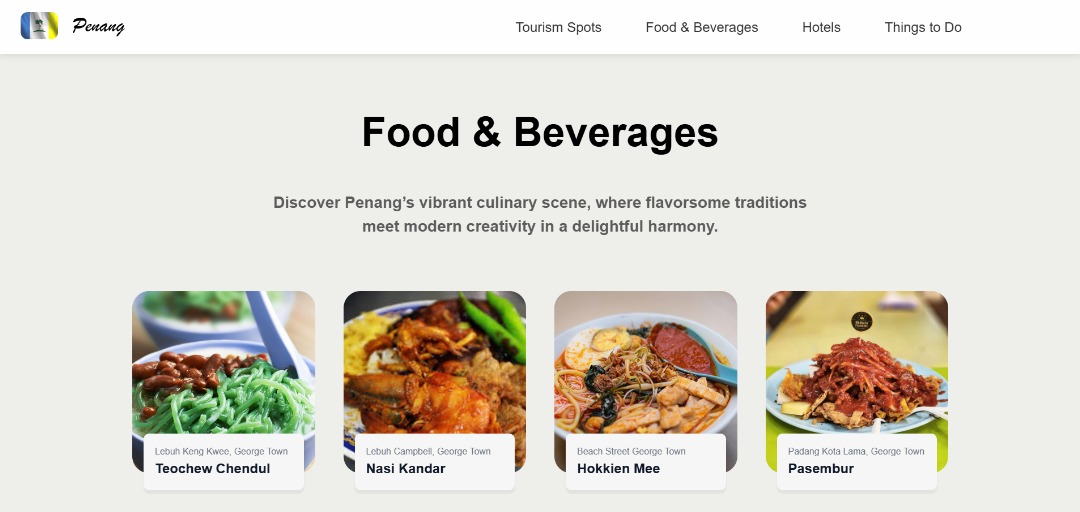 Penang
Tourism Spots
Food & Beverages
Hotels
Things to Do
Food & Beverages
Discover Penang’s vibrant culinary scene, where flavorsome traditions
meet modern creativity in a delightful harmony.
Lebuh Keng Kwee, George Town
Teochew Chendul
Lebuh Campbell, George Town
Nasi Kandar
Beach Street George Town
Hokkien Mee
Padang Kota Lama, George Town
Pasembur